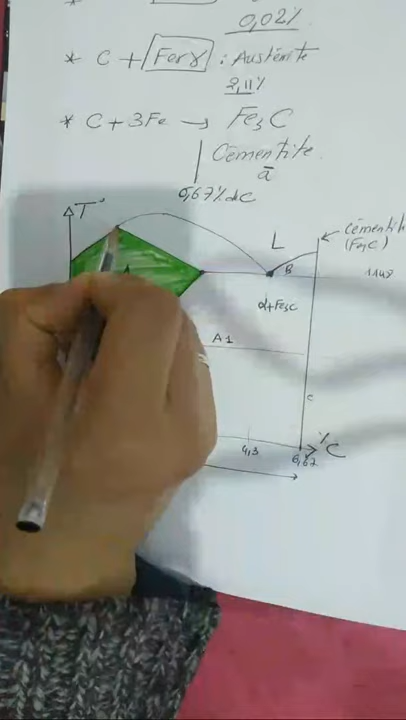 0,02%
* C + Fer γ : Austénite
2,11%
* C + 3Fe → Fe3C
Cémentite
à
6,67% de C
T°
Cémentite
(Fe3C)
L
B
1148
α+Fe3C
A1
C
4,3
% C
6,67